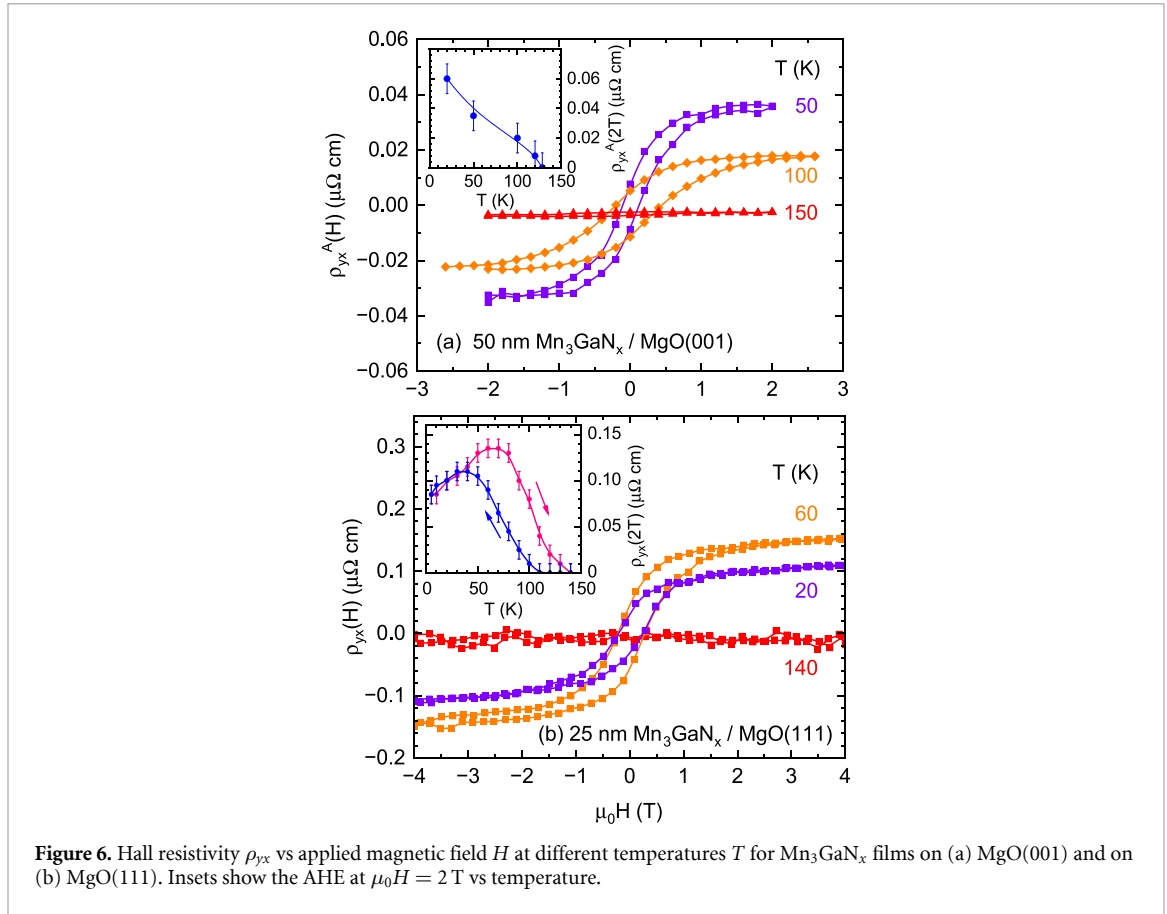 0.06
0.04
0.02
0.00
−0.02
−0.04
0.06
ρyx^A(H) (μΩ cm)
0.06
0.04
0.02
0
ρyx^A(2T) (μΩ cm)
0 50 100 150
T (K)
T (K)
50
100
150
(a) 50 nm Mn₃GaNₓ / MgO(001)
−3 −2 −1 0 1 2 3
0.3
0.2
0.1
0.0
−0.1
−0.2
ρyx(H) (μΩ cm)
0.15
0.10
0.05
0
ρyx(2T) (μΩ cm)
0 50 100 150
T (K)
T (K)
60
20
140
(b) 25 nm Mn₃GaNₓ / MgO(111)
−4 −3 −2 −1 0 1 2 3 4
μ₀H (T)
Figure 6. Hall resistivity ρyx vs applied magnetic field H at different temperatures T for Mn₃GaNₓ films on (a) MgO(001) and on
(b) MgO(111). Insets show the AHE at μ₀H = 2 T vs temperature.